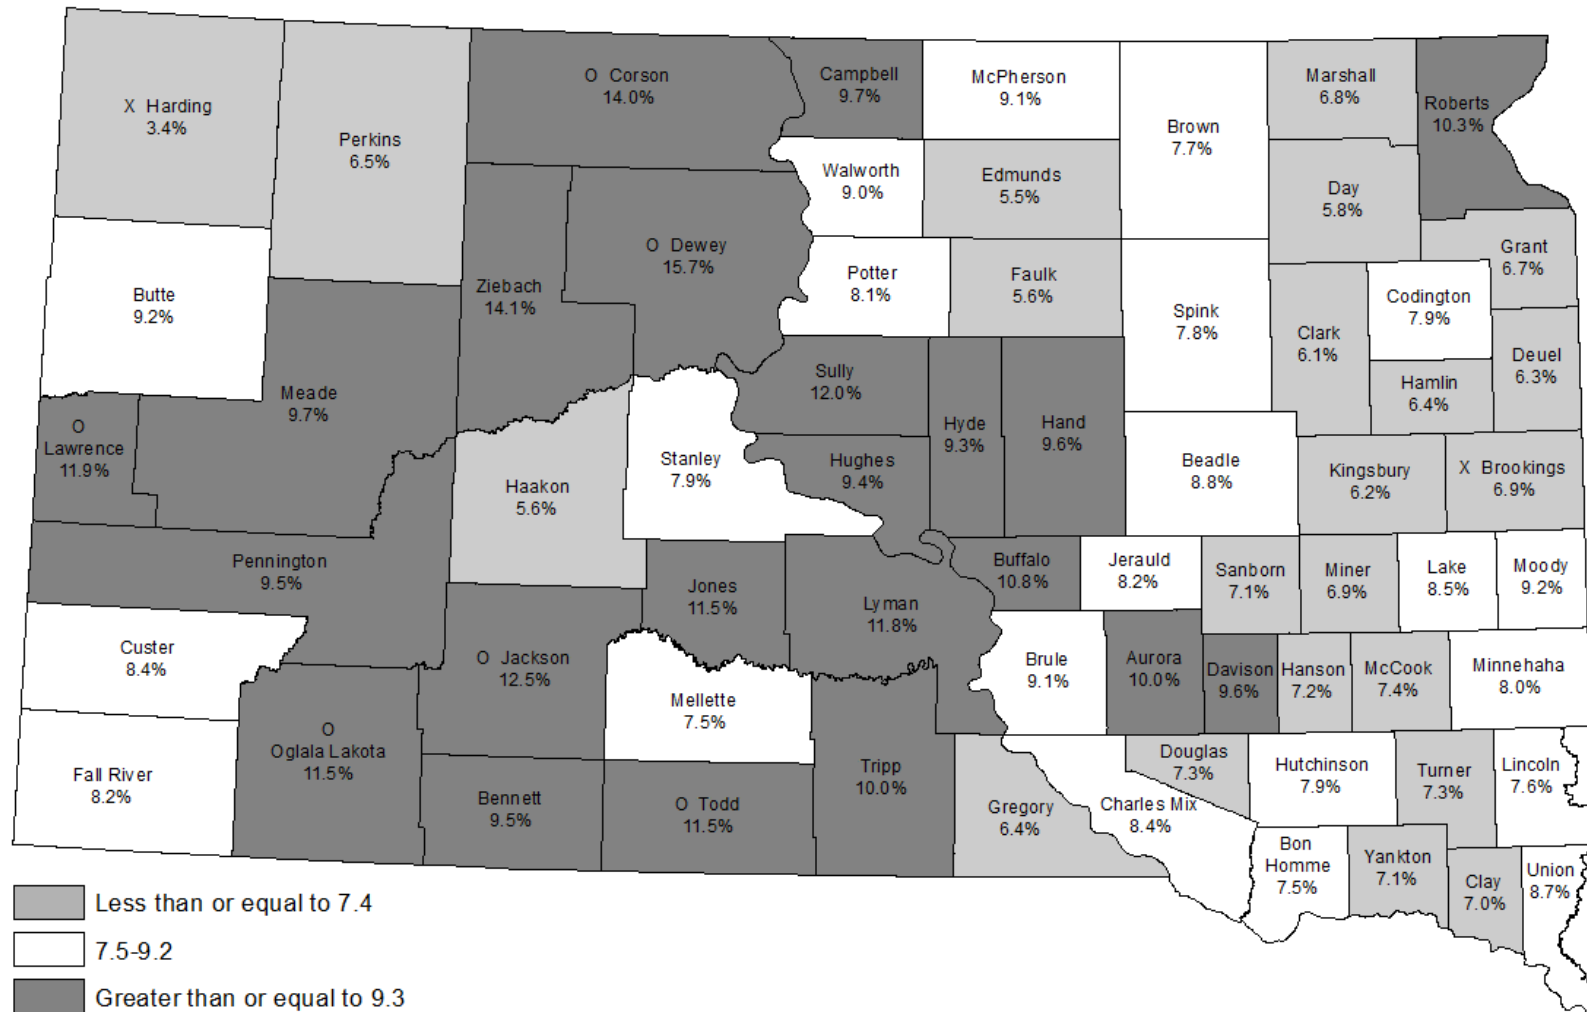 X Harding
3.4%
Perkins
6.5%
O Corson
14.0%
Campbell
9.7%
McPherson
9.1%
Brown
7.7%
Marshall
6.8%
Roberts
10.3%
Walworth
9.0%
Edmunds
5.5%
Day
5.8%
Butte
9.2%
Ziebach
14.1%
O Dewey
15.7%
Potter
8.1%
Faulk
5.6%
Spink
7.8%
Grant
6.7%
Codington
7.9%
Clark
6.1%
Deuel
6.3%
Hamlin
6.4%
O
Lawrence
11.9%
Meade
9.7%
Sully
12.0%
Hyde
9.3%
Hand
9.6%
Haakon
5.6%
Stanley
7.9%
Hughes
9.4%
Beadle
8.8%
Kingsbury
6.2%
X Brookings
6.9%
Pennington
9.5%
Jones
11.5%
Lyman
11.8%
Buffalo
10.8%
Jerauld
8.2%
Sanborn
7.1%
Miner
6.9%
Lake
8.5%
Moody
9.2%
Custer
8.4%
O Jackson
12.5%
Mellette
7.5%
Brule
9.1%
Aurora
10.0%
Davison
9.6%
Hanson
7.2%
McCook
7.4%
Minnehaha
8.0%
Fall River
8.2%
O
Oglala Lakota
11.5%
Bennett
9.5%
O Todd
11.5%
Tripp
10.0%
Gregory
6.4%
Charles Mix
8.4%
Douglas
7.3%
Hutchinson
7.9%
Turner
7.3%
Lincoln
7.6%
Bon
Homme
7.5%
Yankton
7.1%
Clay
7.0%
Union
8.7%
Less than or equal to 7.4
7.5-9.2
Greater than or equal to 9.3